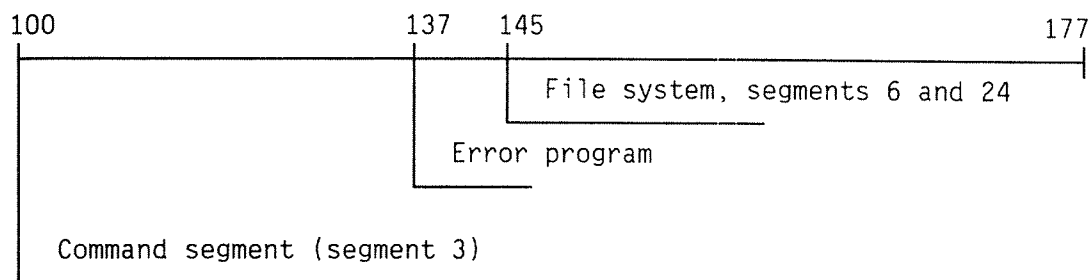 100 137 145 177
File system, segments 6 and 24
Error program
Command segment (segment 3)